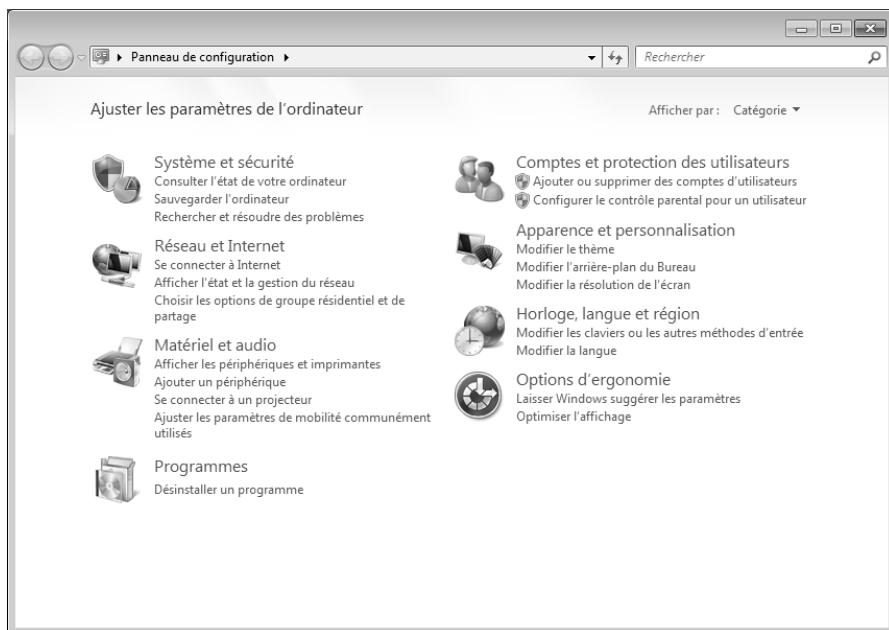 Panneau de configuration
Rechercher
Ajuster les paramètres de l'ordinateur
Afficher par : Catégorie
Système et sécurité
Consulter l'état de votre ordinateur
Sauvegarder l'ordinateur
Rechercher et résoudre des problèmes
Réseau et Internet
Se connecter à Internet
Afficher l'état et la gestion du réseau
Choisir les options de groupe résidentiel et de
partage
Matériel et audio
Afficher les périphériques et imprimantes
Ajouter un périphérique
Se connecter à un projecteur
Ajuster les paramètres de mobilité communément
utilisés
Programmes
Désinstaller un programme
Comptes et protection des utilisateurs
Ajouter ou supprimer des comptes d'utilisateurs
Configurer le contrôle parental pour un utilisateur
Apparence et personnalisation
Modifier le thème
Modifier l'arrière-plan du Bureau
Modifier la résolution de l'écran
Horloge, langue et région
Modifier les claviers ou les autres méthodes d'entrée
Modifier la langue
Options d'ergonomie
Laisser Windows suggérer les paramètres
Optimiser l'affichage